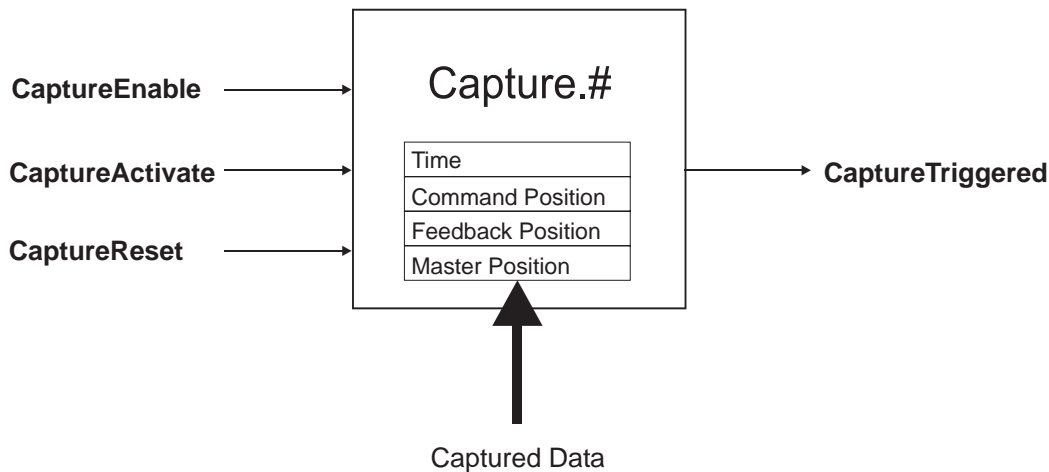 Capture.#
CaptureEnable
CaptureActivate
CaptureReset
Time
Command Position
Feedback Position
Master Position
CaptureTriggered
Captured Data